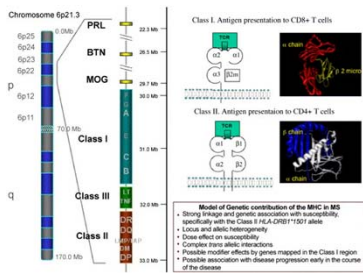 Chromosome 6p21.3
0.0Mb
6p25
6p24
6p23
6p22
p
6p12
6p11
70.0 Mb
q
170.0 Mb
PRL
BTN
MOG
Class I
Class III
Class II
A
E
C
B
LT
TNF
DR
DQ
DM
DP
22.3 Mb
26.5 Mb
29.7 Mb
30.0 Mb
31.0 Mb
32.0 Mb
33.0 Mb
Class I. Antigen presentation to CD8+ T cells
TCR
α2 α1
α3 β2m
α chain
β 2 micro
Class II. Antigen presentation to CD4+ T cells
TCR
α1 β1
α2 β2
β chain
α chain
Model of Genetic contribution of the MHC in MS
• Strong linkage and genetic association with susceptibility,
specifically with the Class II HLA-DRB1*1501 allele
• Locus and allelic heterogeneity
• Dose effect on susceptibility
• Complex trans allelic interactions
• Possible modifier effects by genes mapped in the Class I region
• Possible association with disease progression early in the course
of the disease